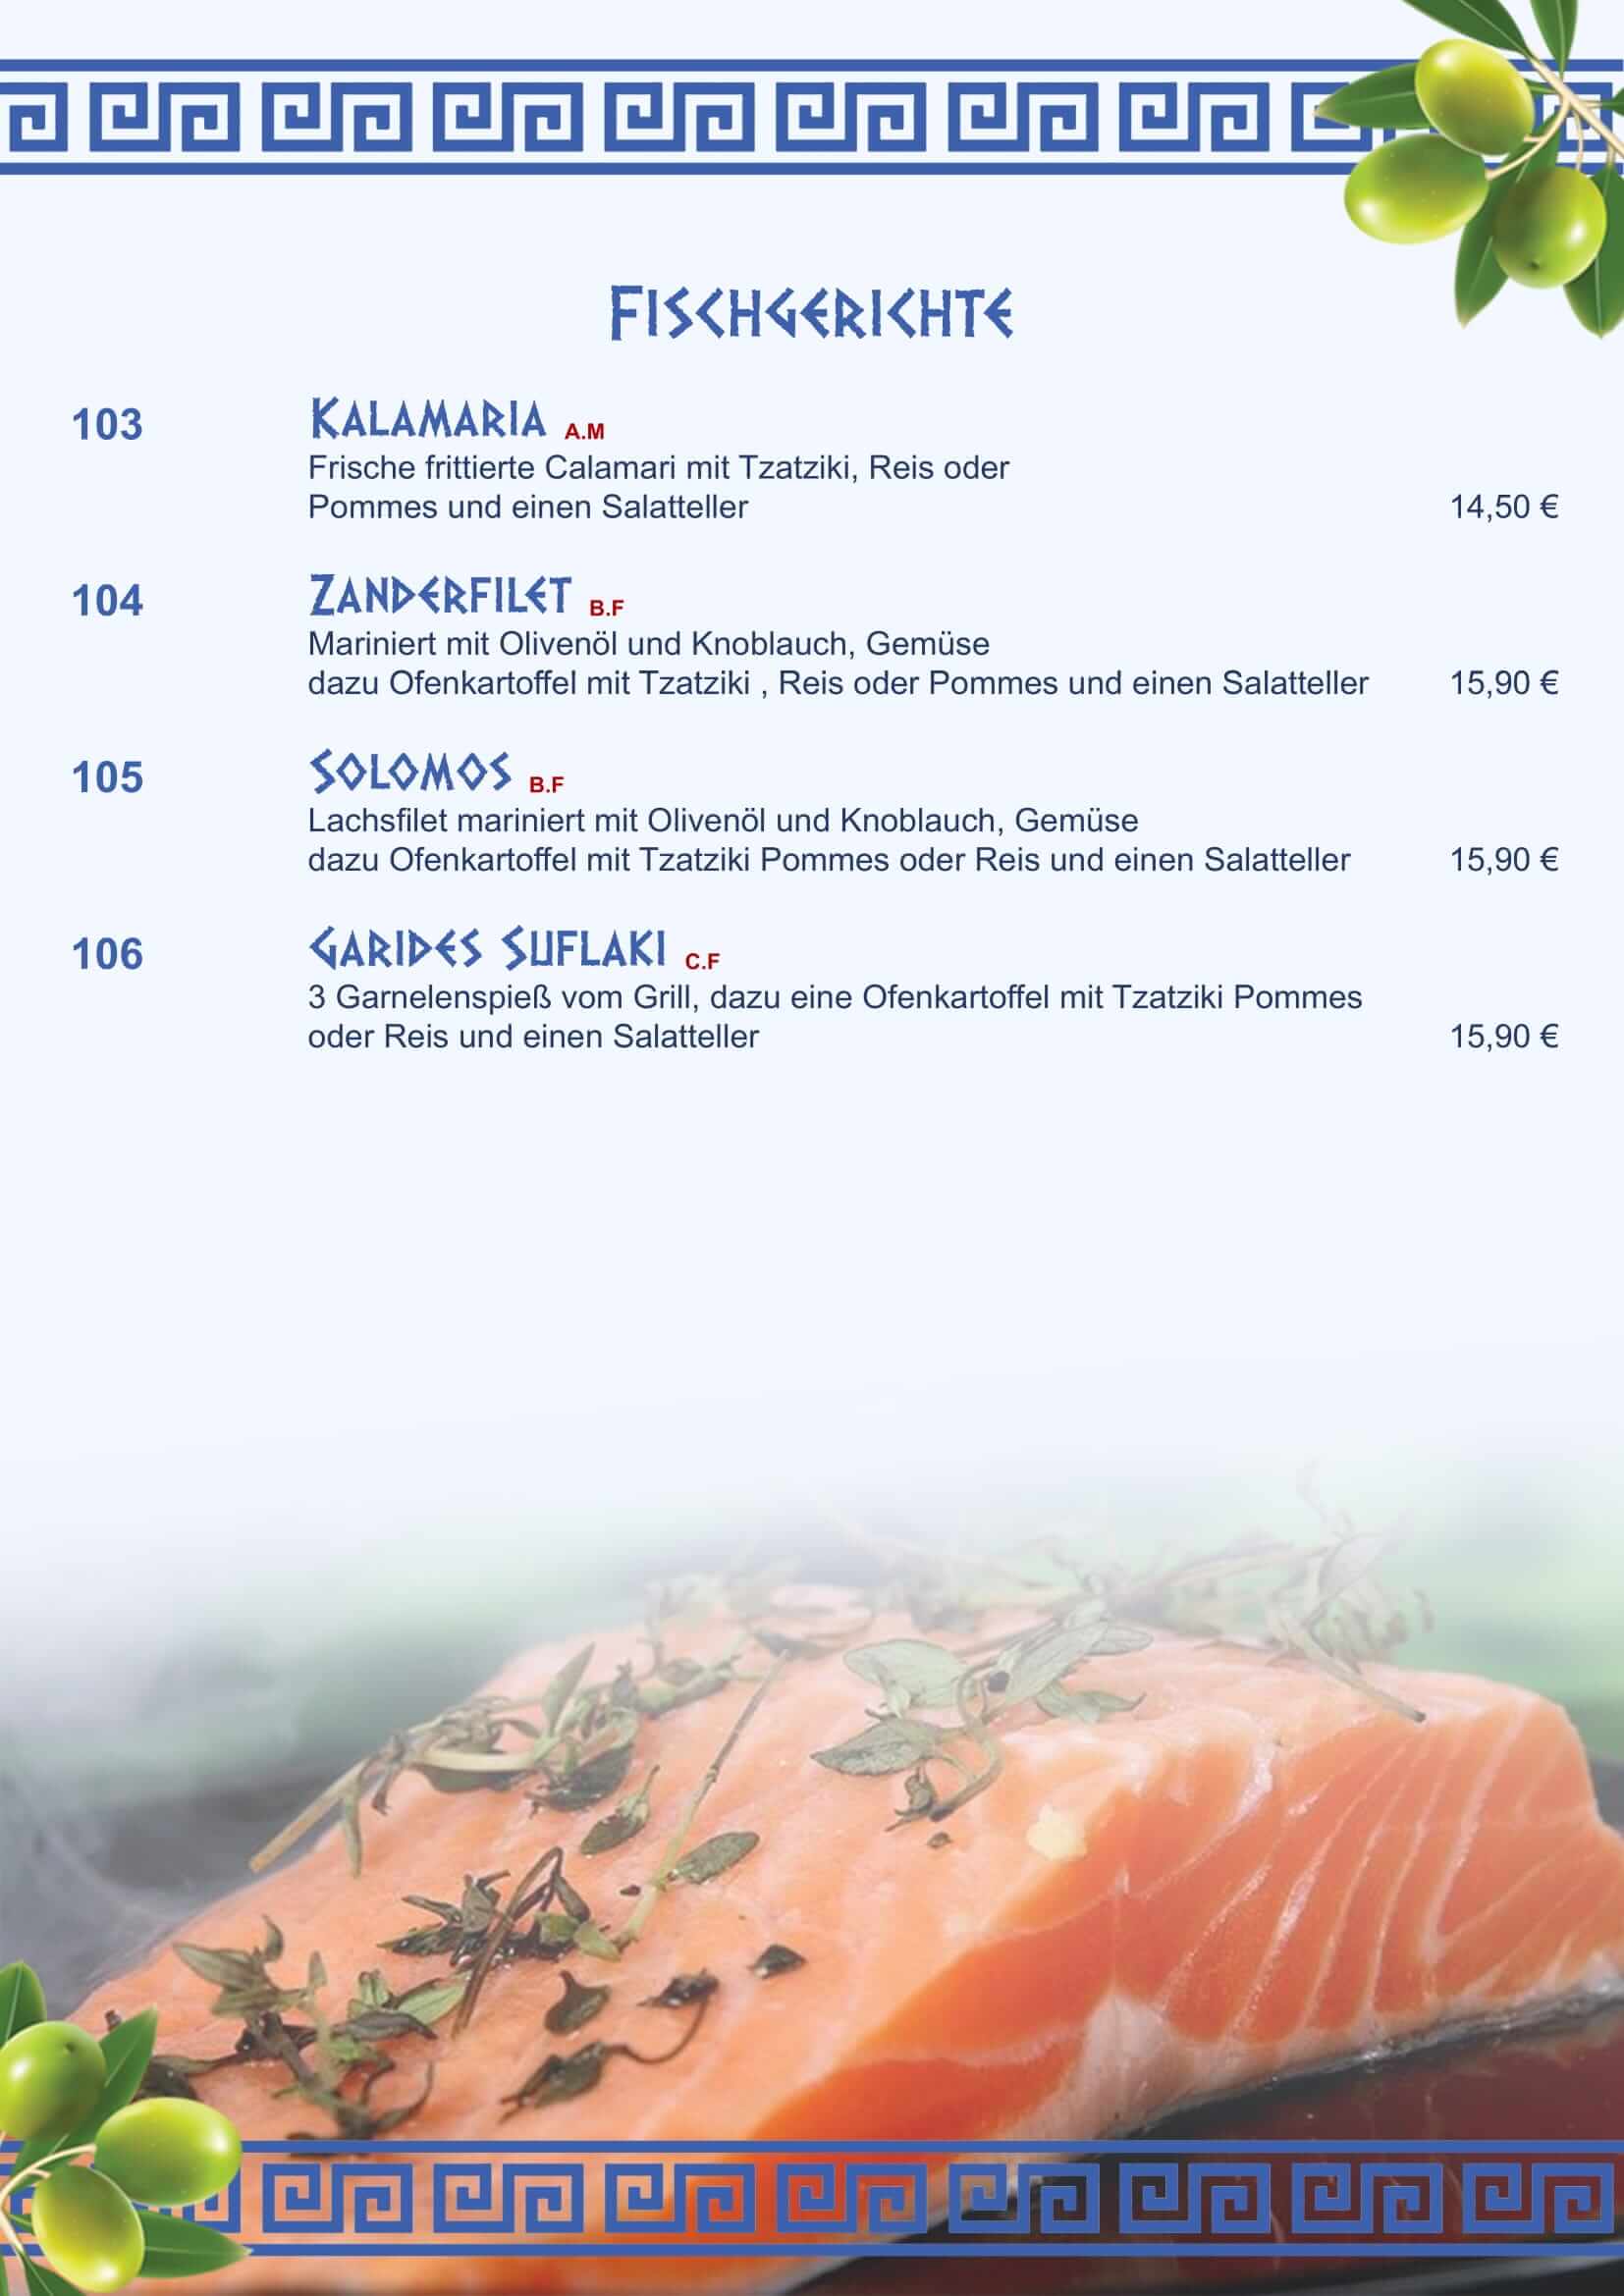 Fischgerichte
103 Kalamaria A.M
Frische frittierte Calamari mit Tzatziki, Reis oder
Pommes und einen Salatteller 14,50 €
104 Zanderfilet B.F
Mariniert mit Olivenöl und Knoblauch, Gemüse
dazu Ofenkartoffel mit Tzatziki , Reis oder Pommes und einen Salatteller 15,90 €
105 Solomos B.F
Lachsfilet mariniert mit Olivenöl und Knoblauch, Gemüse
dazu Ofenkartoffel mit Tzatziki Pommes oder Reis und einen Salatteller 15,90 €
106 Garides Suflaki C.F
3 Garnelenspieß vom Grill, dazu eine Ofenkartoffel mit Tzatziki Pommes
oder Reis und einen Salatteller 15,90 €